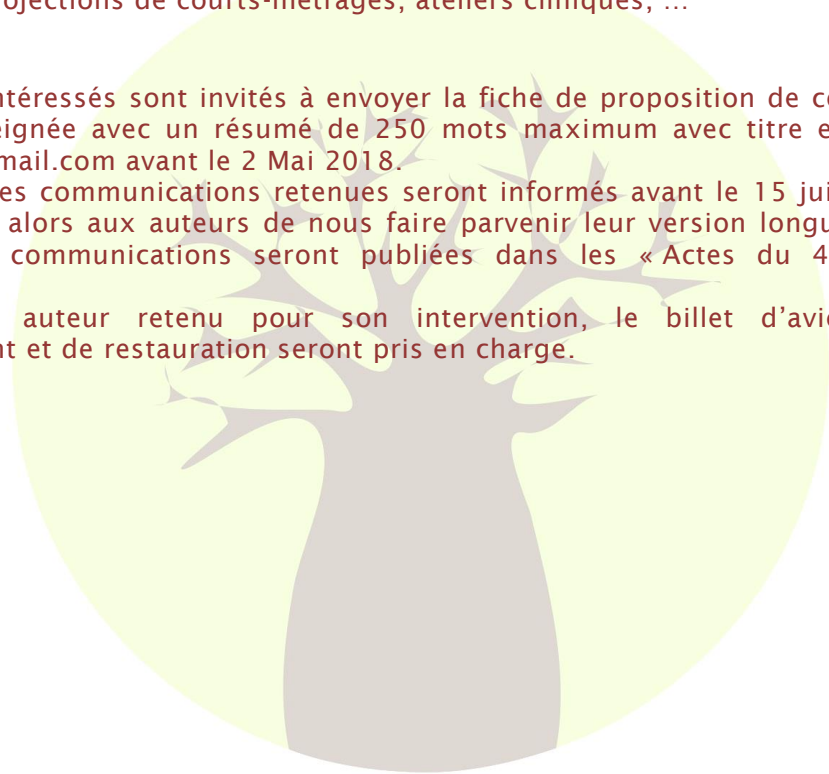 ojections de courts-métrages, ateliers cliniques, ...
ntéressés sont invités à envoyer la fiche de proposition de c
eignée avec un résumé de 250 mots maximum avec titre e
mail.com avant le 2 Mai 2018.
es communications retenues seront informés avant le 15 jui
alors aux auteurs de nous faire parvenir leur version longu
communications seront publiées dans les « Actes du 4
auteur retenu pour son intervention, le billet d'avi
nt et de restauration seront pris en charge.